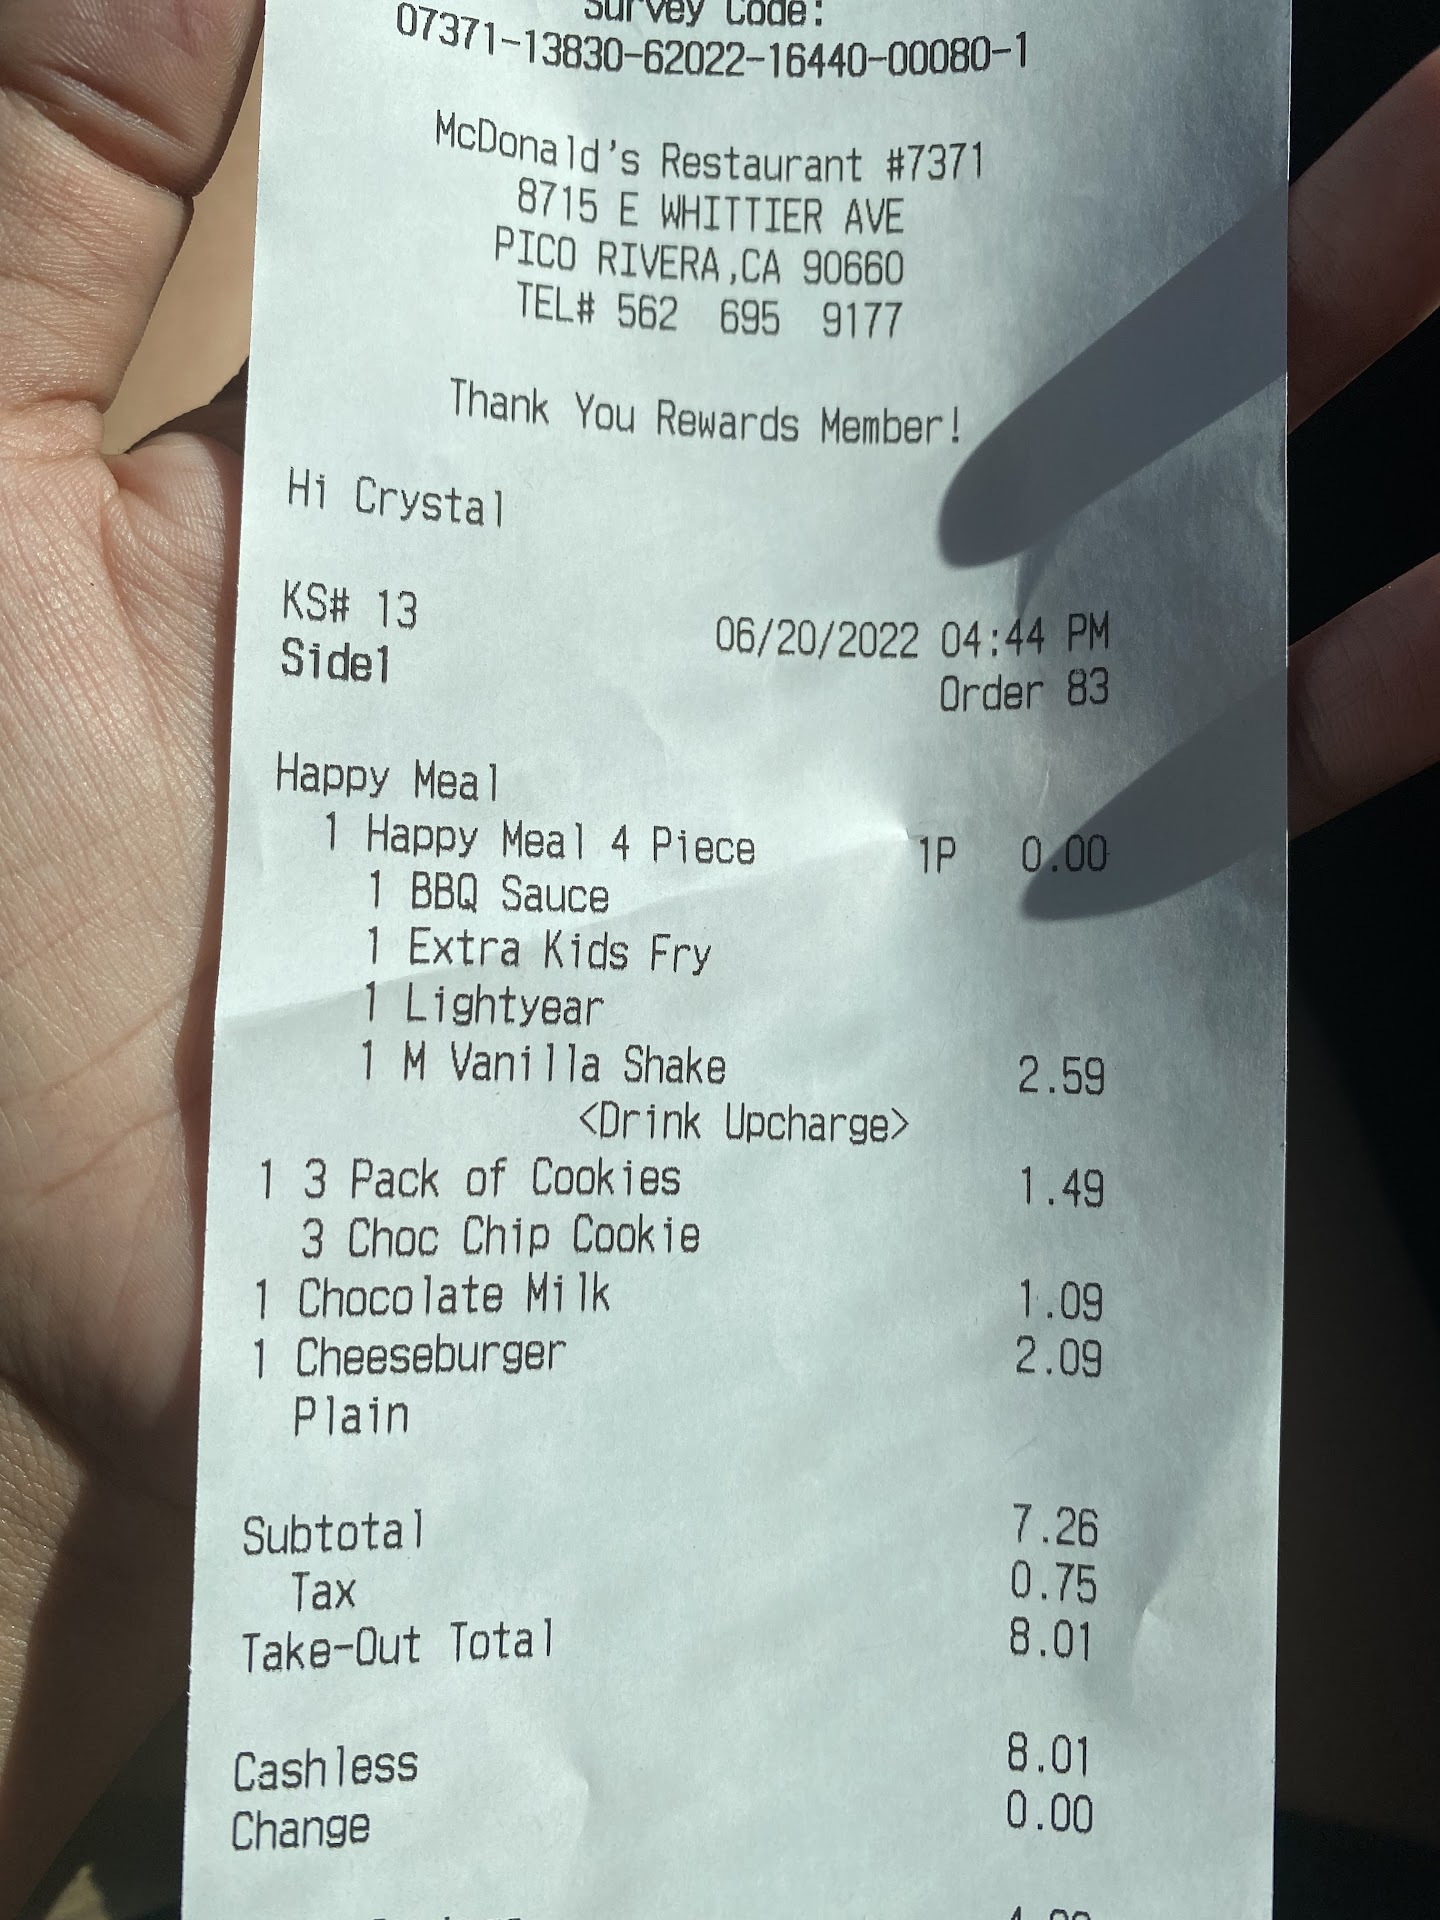 Survey Code:
07371-13830-62022-16440-00080-1
McDonald's Restaurant #7371
8715 E WHITTIER AVE
PICO RIVERA,CA 90660
TEL# 562 695 9177
Thank You Rewards Member!
Hi Crystal
KS# 13
06/20/2022 04:44 PM
Side1
Order 83
Happy Meal
1 Happy Meal 4 Piece 1P 0.00
1 BBQ Sauce
1 Extra Kids Fry
1 Lightyear
1 M Vanilla Shake 2.59
<Drink Upcharge>
1 3 Pack of Cookies 1.49
3 Choc Chip Cookie
1 Chocolate Milk 1.09
1 Cheeseburger 2.09
Plain
Subtotal 7.26
Tax 0.75
Take-Out Total 8.01
Cashless 8.01
Change 0.00